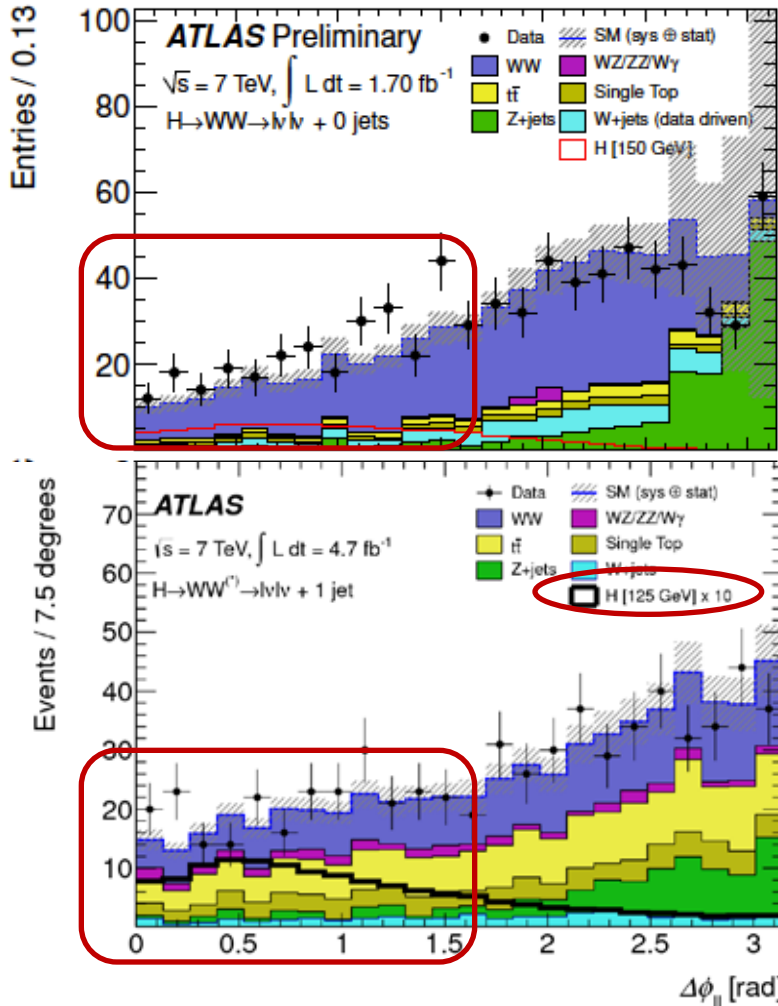 Entries / 0.13
100
80
60
40
20
ATLAS Preliminary
√s = 7 TeV, ∫ L dt = 1.70 fb⁻¹
H→WW→lνlν + 0 jets
Data
SM (sys ⊕ stat)
WW
WZ/ZZ/Wγ
tt̅
Single Top
Z+jets
W+jets (data driven)
H [150 GeV]
Events / 7.5 degrees
70
60
50
40
30
20
10
ATLAS
√s = 7 TeV, ∫ L dt = 4.7 fb⁻¹
H→WW⁽*⁾→lνlν + 1 jet
Data
SM (sys ⊕ stat)
WW
WZ/ZZ/Wγ
tt̅
Single Top
Z+jets
W+jets
H [125 GeV] x 10
0 0.5 1 1.5 2 2.5 3
Δϕll [rad]